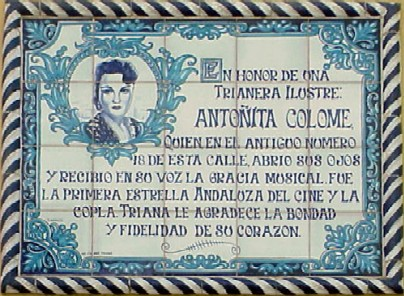 EN HONOR DE UNA
TRIANERA ILUSTRE:
ANTOÑITA COLOME,
QUIEN EN EL ANTIGUO NUMERO
18 DE ESTA CALLE, ABRIO SUS OJOS
Y RECIBIO EN SU VOZ LA GRACIA MUSICAL. FUE
LA PRIMERA ESTRELLA ANDALUZA DEL CINE Y LA
COPLA. TRIANA LE AGRADECE LA BONDAD
Y FIDELIDAD DE SU CORAZON.